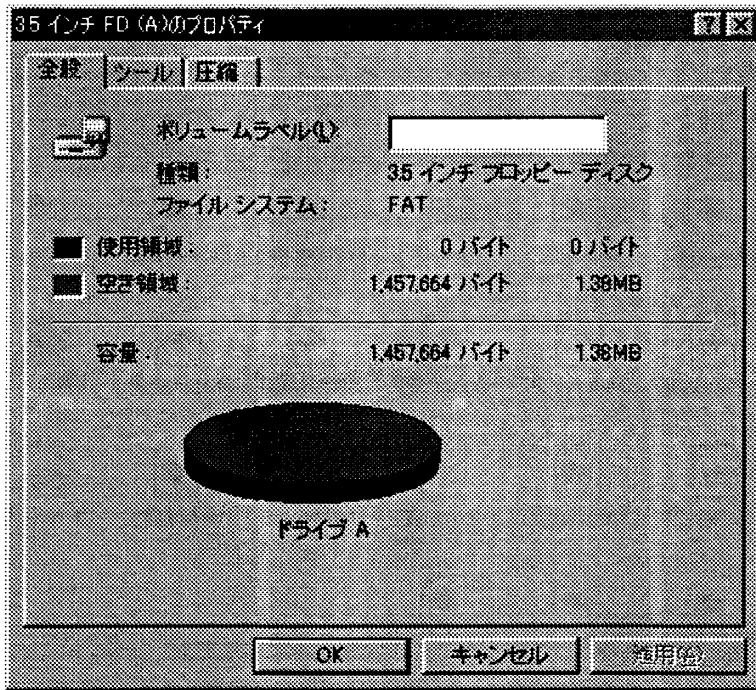 3.5 インチ FD (A)のプロパティ
全般 ツール 圧縮
ボリュームラベル(L):
種類: 3.5 インチ フロッピー ディスク
ファイル システム: FAT
使用領域: 0 バイト 0 バイト
空き領域: 1,457,664 バイト 1.38MB
容量: 1,457,664 バイト 1.38MB
ドライブ A
OK キャンセル 適用(A)